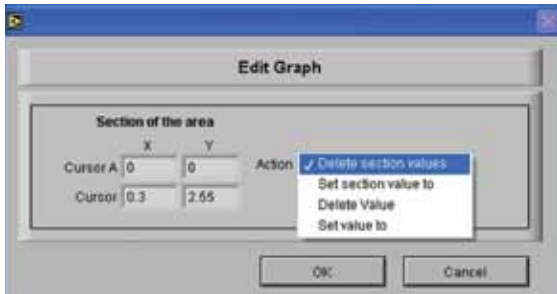 Edit Graph
Section of the area
X Y
Cursor A 0 0 Action ✓ Delete section values
Set section value to
Cursor 0.3 2.55
Delete Value
Set value to
OK Cancel